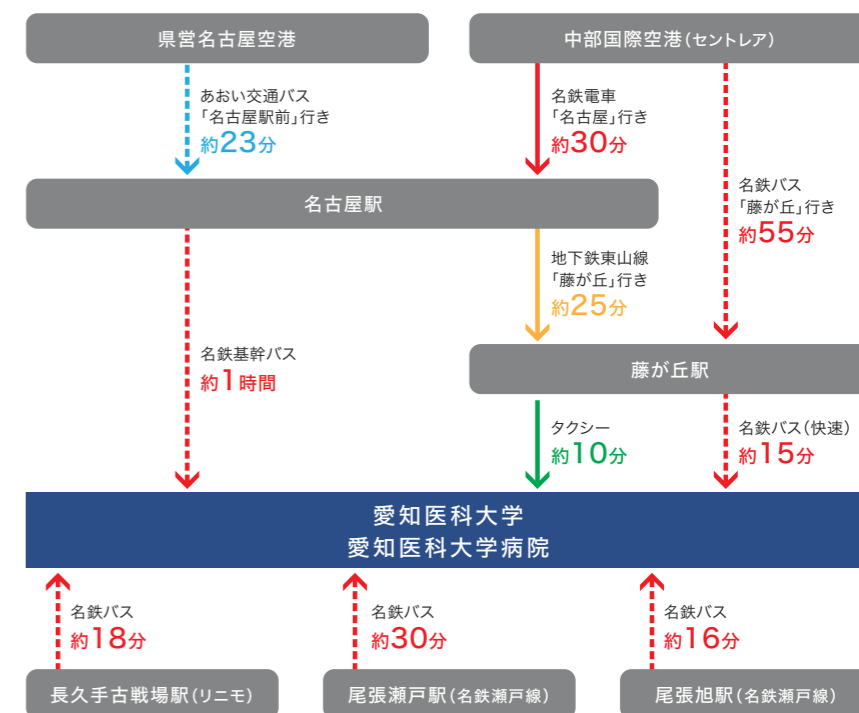 県営名古屋空港
中部国際空港(セントレア)
あおい交通バス
「名古屋駅前」行き
約23分
名鉄電車
「名古屋」行き
約30分
名鉄バス
「藤が丘」行き
約55分
名古屋駅
地下鉄東山線
「藤が丘」行き
約25分
名鉄基幹バス
約1時間
藤が丘駅
タクシー
約10分
名鉄バス(快速)
約15分
愛知医科大学
愛知医科大学病院
名鉄バス
約18分
名鉄バス
約30分
名鉄バス
約16分
長久手古戦場駅(リニモ)
尾張瀬戸駅(名鉄瀬戸線)
尾張旭駅(名鉄瀬戸線)